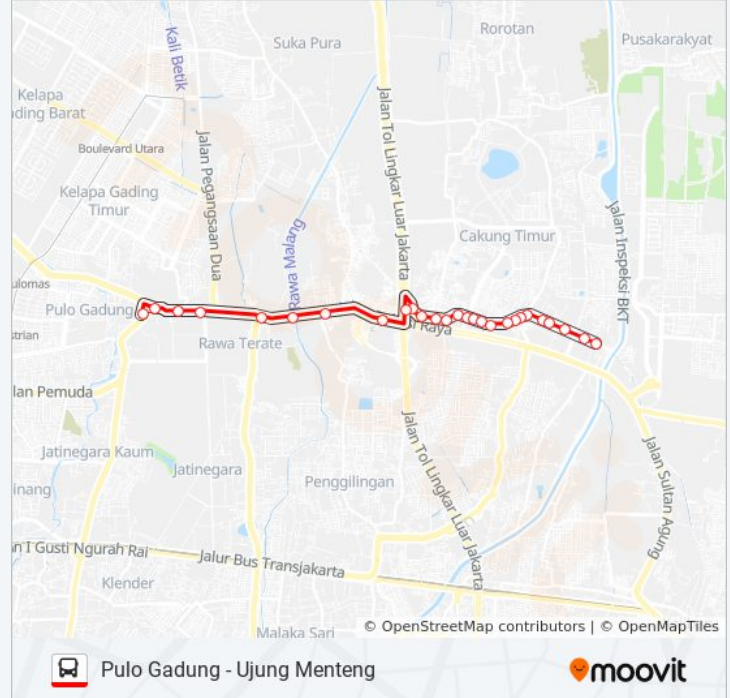 Rorotan
Suka Pura
Pusakarakyat
Kali Betik
Kelapa
ding Barat
Jalan Tol Lingkar Luar Jakarta
Boulevard Utara
Jalan Pegangsaan Dua
Kelapa Gading
Timur
Rawa Malang
Jalan Inspeksi BKT
Cakung Timur
ulomas
Pulo Gadung
Raya
strian
Rawa Terate
lan Pemuda
Jatinegara Kaum
Jatinegara
Jalan Tol Lingkar Luar Jakarta
Jalan Sultan Agung
Penggilingan
inang
n I Gusti Ngurah Rai
Jalur Bus Transjakarta
Klender
Malaka Sari
© OpenStreetMap contributors | © OpenMapTiles
Pulo Gadung - Ujung Menteng
moovit